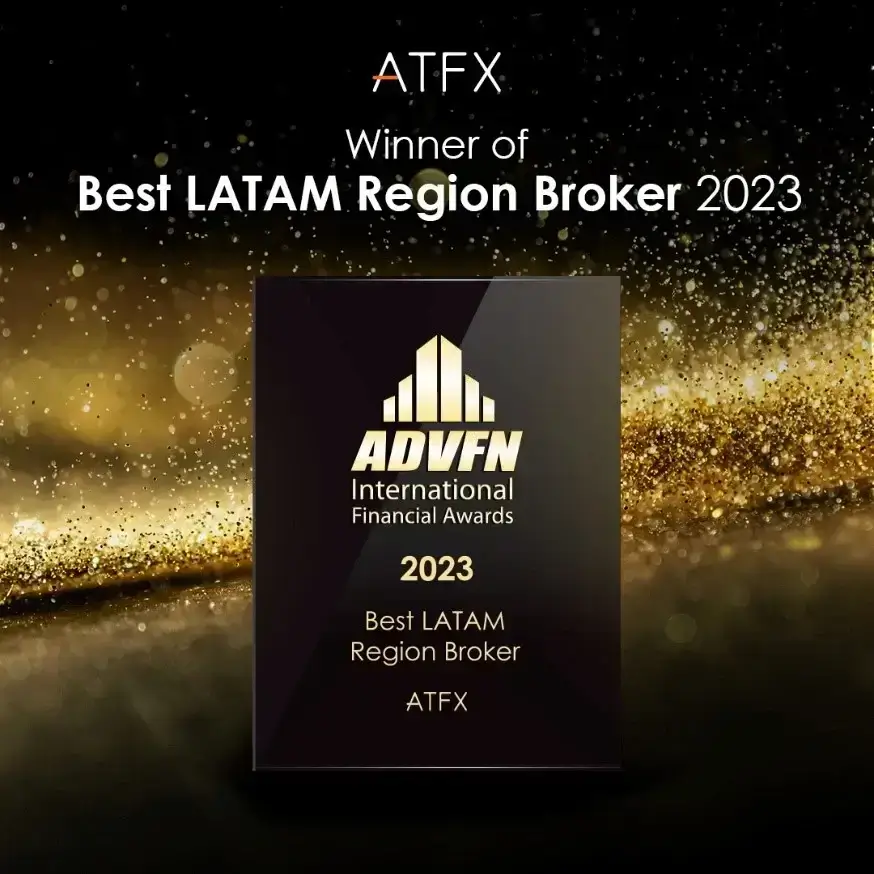 ATFX
Winner of
Best LATAM Region Broker 2023
ADVFN
International
Financial Awards
2023
Best LATAM
Region Broker
ATFX